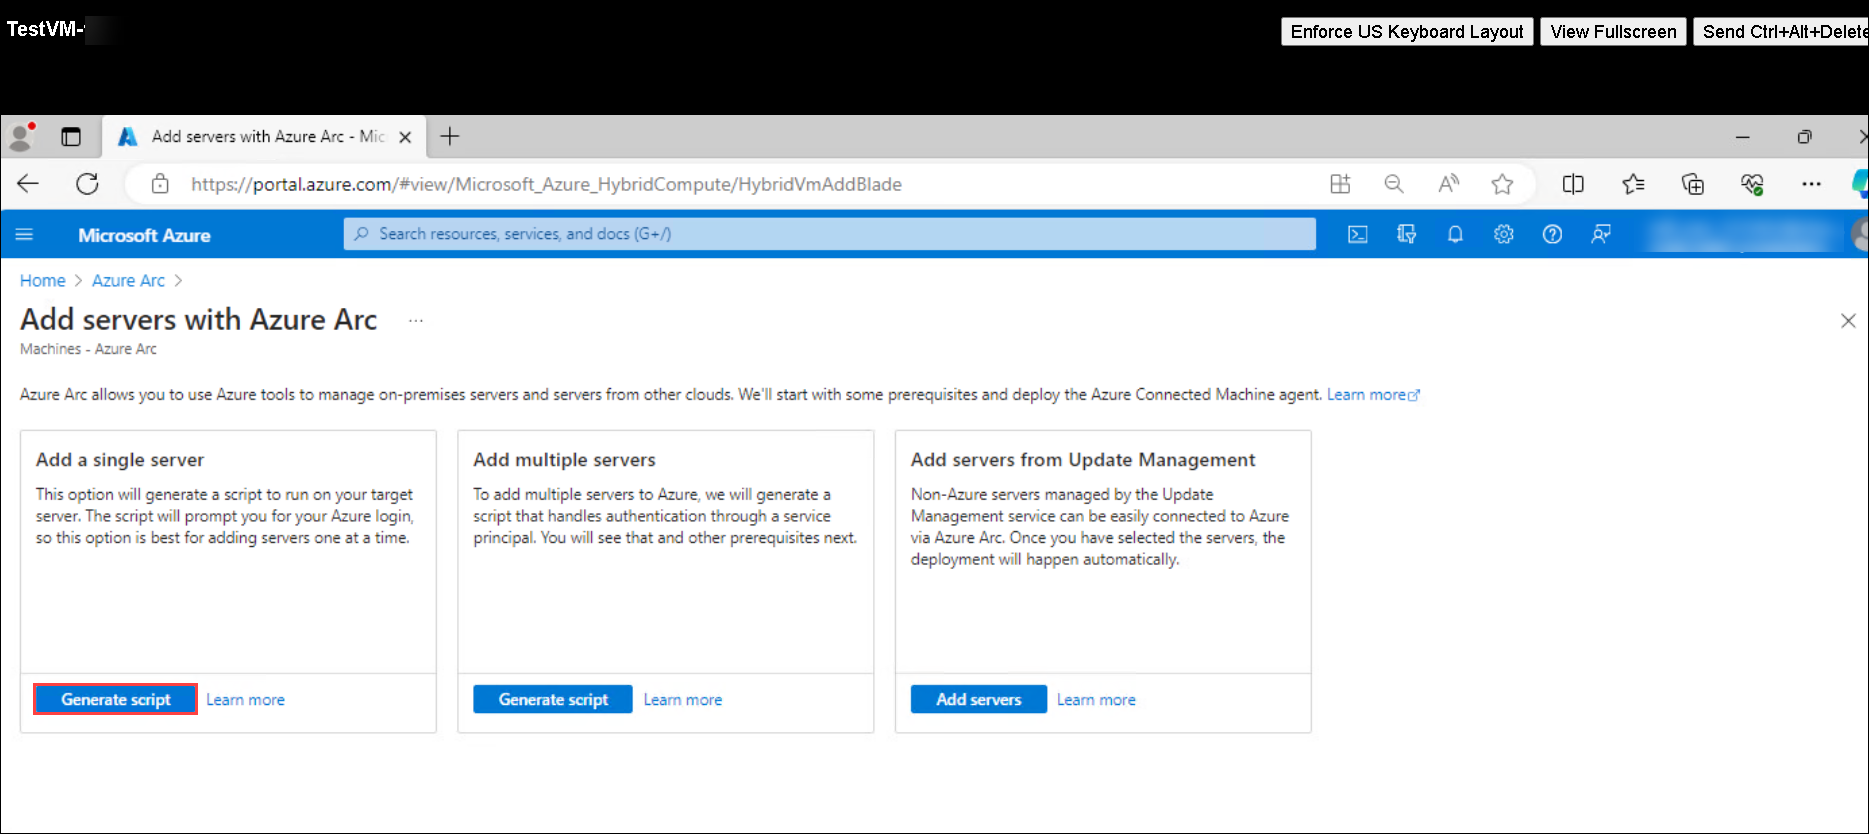 TestVM-
Enforce US Keyboard Layout
View Fullscreen
Send Ctrl+Alt+Delete
Add servers with Azure Arc - Mic
https://portal.azure.com/#view/Microsoft_Azure_HybridCompute/HybridVmAddBlade
Microsoft Azure
Search resources, services, and docs (G+/)
Home > Azure Arc >
Add servers with Azure Arc ...
Machines - Azure Arc
Azure Arc allows you to use Azure tools to manage on-premises servers and servers from other clouds. We'll start with some prerequisites and deploy the Azure Connected Machine agent. Learn more
Add a single server
This option will generate a script to run on your target
server. The script will prompt you for your Azure login,
so this option is best for adding servers one at a time.
Generate script Learn more
Add multiple servers
To add multiple servers to Azure, we will generate a
script that handles authentication through a service
principal. You will see that and other prerequisites next.
Generate script Learn more
Add servers from Update Management
Non-Azure servers managed by the Update
Management service can be easily connected to Azure
via Azure Arc. Once you have selected the servers, the
deployment will happen automatically.
Add servers Learn more